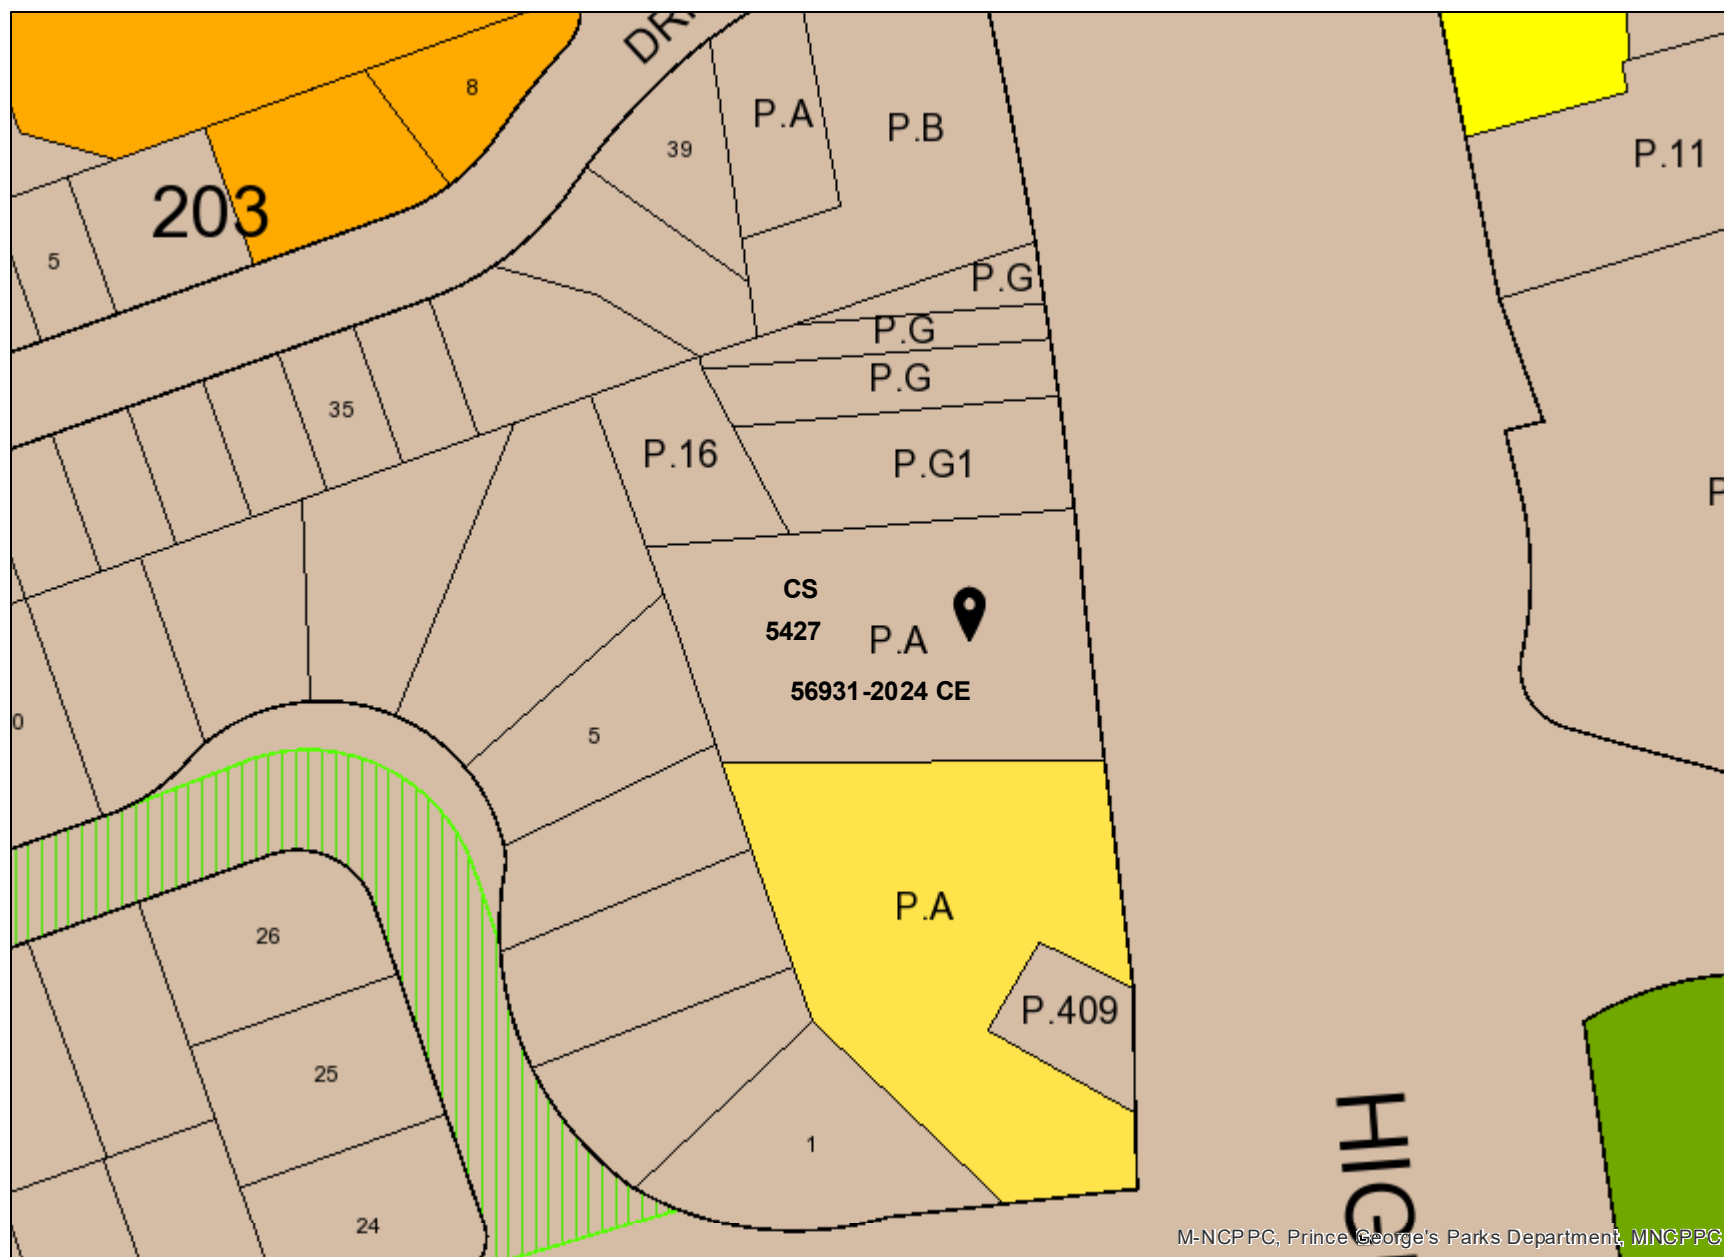 DRI
8
P.A
P.B
39
P.11
203
5
P.G
P.G
P.G
35
P.16
P.G1
P
CS
5427
P.A
56931-2024 CE
0
5
P.A
26
P.409
25
1
24
HIG
M-NCPPC, Prince George's Parks Department, MNCPPC